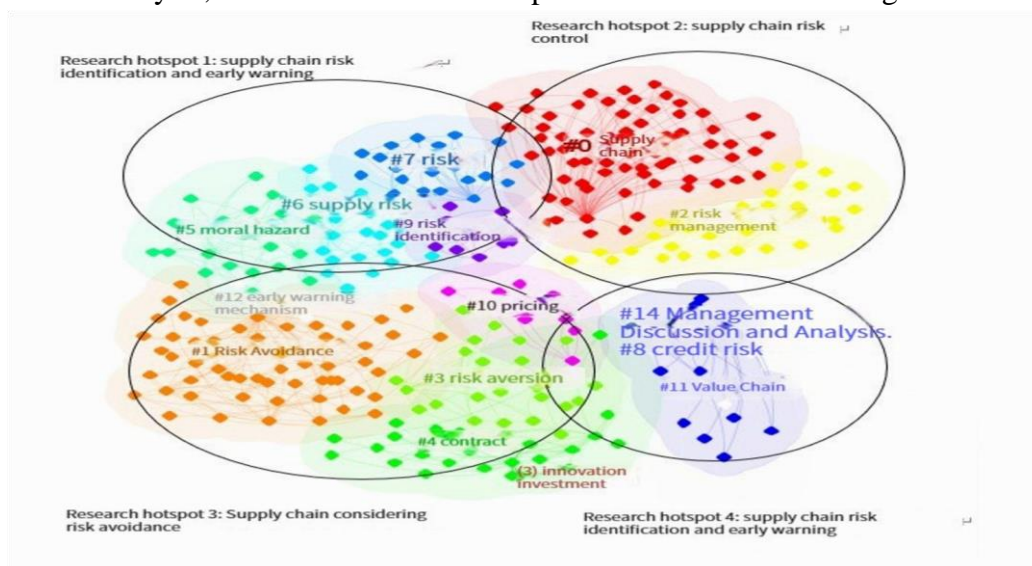 Research hotspot 2: supply chain risk
control
Research hotspot 1: supply chain risk
identification and early warning
#0 Supply
chain
#7 risk
#6 supply risk
#2 risk
management
#5 moral hazard
#9 risk
identification
#12 early warning
mechanism
#10 pricing
#14 Management
Discussion and Analysis.
#8 credit risk
#1 Risk Avoidance
#3 risk aversion
#11 Value Chain
#4 contract
(3) innovation
Investment
Research hotspot 3: Supply chain considering
risk avoidance
Research hotspot 4: supply chain risk
identification and early warning